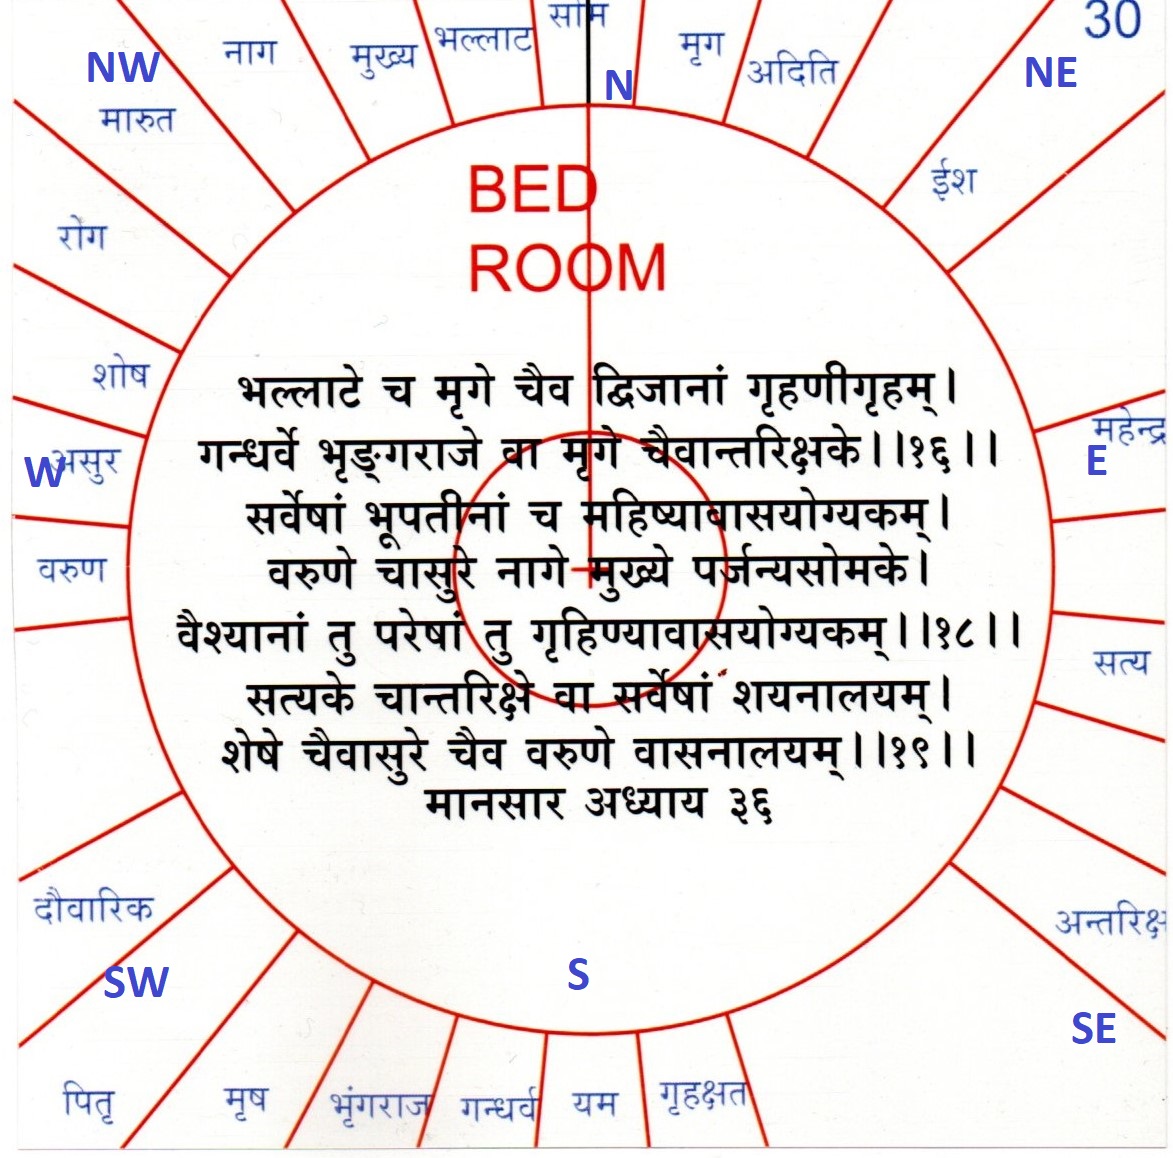 सोम
30
भल्लाट
नाग
मुख्य
मृग
अदिति
NW
N
NE
मारुत
ईश
BED
ROOM
रोग
शोष
भल्लाटे च मृगे चैव द्विजानां गृहणीगृहम्।
महेन्द्र
गन्धर्वे भृङ्गराजे वा मृगे चैवान्तरिक्षके।।१६।।
W
असुर
E
सर्वेषां भूपतीनां च महिष्यावासयोग्यकम्।
वरुण
वरुणे चासुरे नागे मुख्ये पर्जन्यसोमके।
वैश्यानां तु परेषां तु गृहिण्यावासयोग्यकम्।।१८।।
सत्य
सत्यके चान्तरिक्षे वा सर्वेषां शयनालयम्।
शेषे चैवासुरे चैव वरुणे वासनालयम्।।१९।।
मानसार अध्याय ३६
दौवारिक
अन्तरिक्ष
SW
S
SE
पितृ
मृष
भृंगराज
गन्धर्व
यम
गृहक्षत